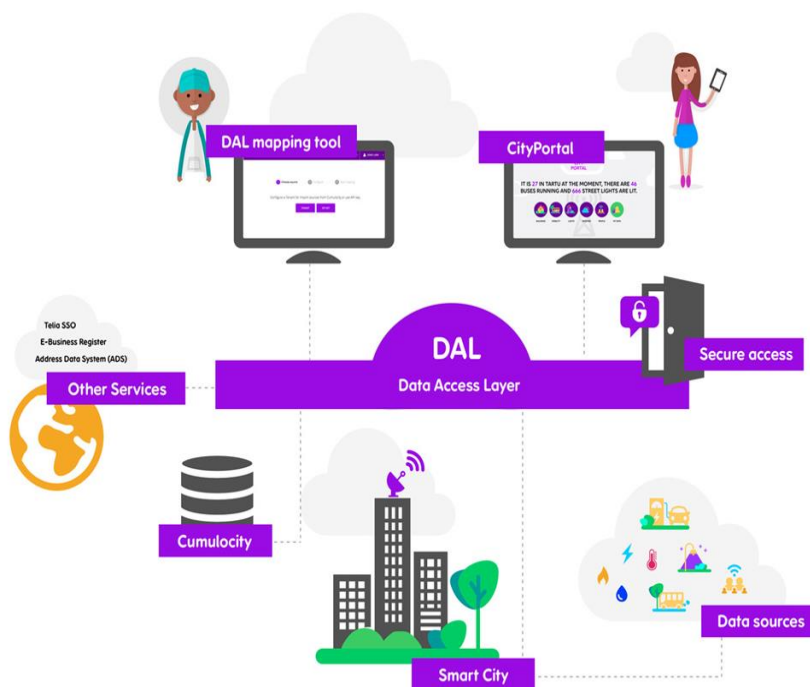 DAL mapping tool
CityPortal
PORTAL
IT IS 27 IN TARTU AT THE MOMENT, THERE ARE 46
BUSES RUNNING AND 666 STREET LIGHTS ARE LIT.
Telia SSO
E-Business Register
Address Data System (ADS)
Other Services
DAL
Data Access Layer
Secure access
Cumulocity
Smart City
Data sources